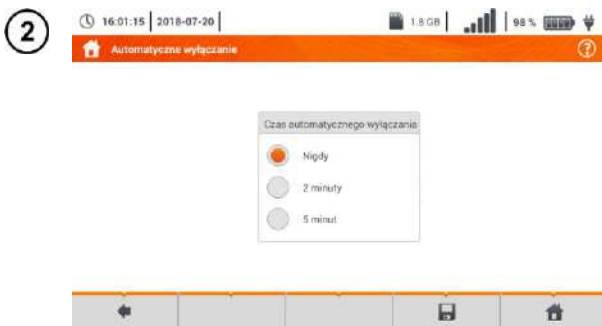 2
16:01:15 2018-07-20 1.8 GB 98 %
Automatyczne wyłączanie ?
Czas automatycznego wyłączania
Nigdy
2 minuty
5 minut